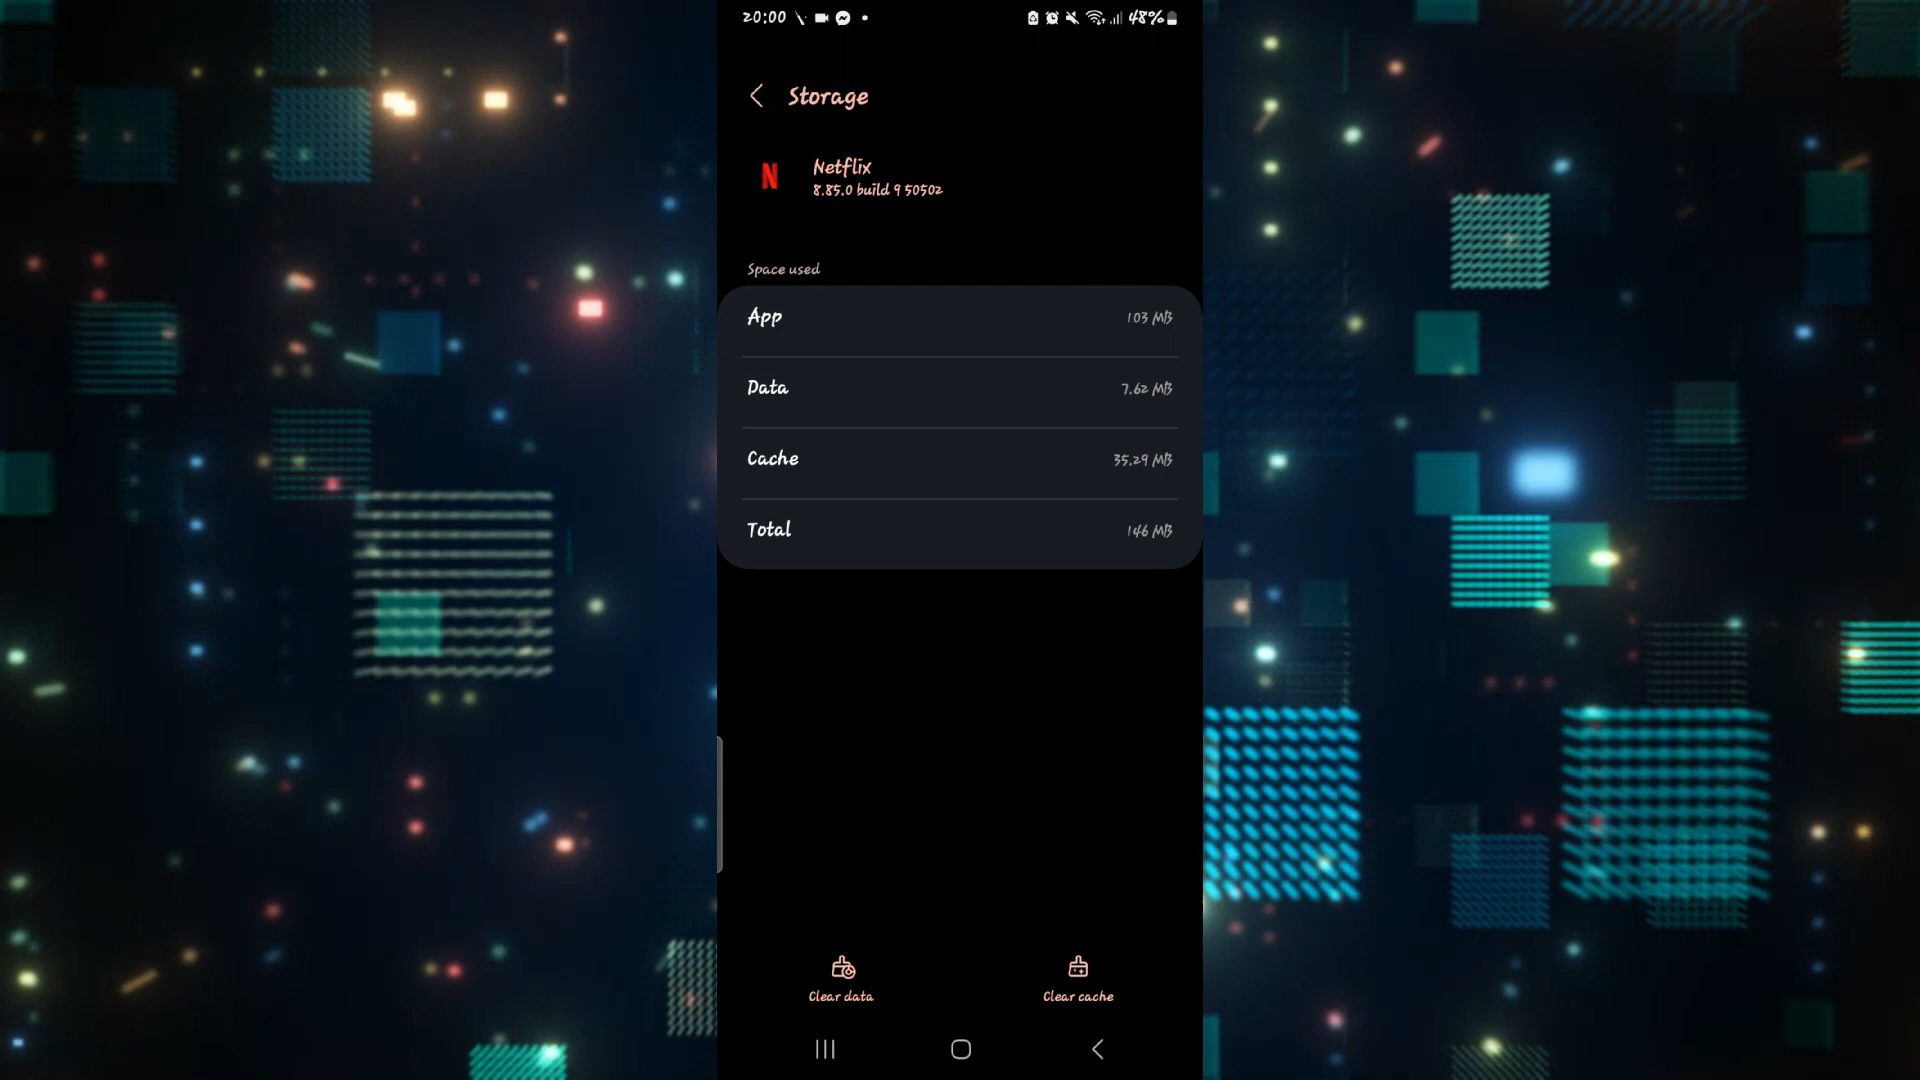 20:00
48%
Storage
N
Netflix
8.85.0 build 9 50502
Space used
App
103 MB
Data
7.62 MB
Cache
35.29 MB
Total
146 MB
Clear data
Clear cache